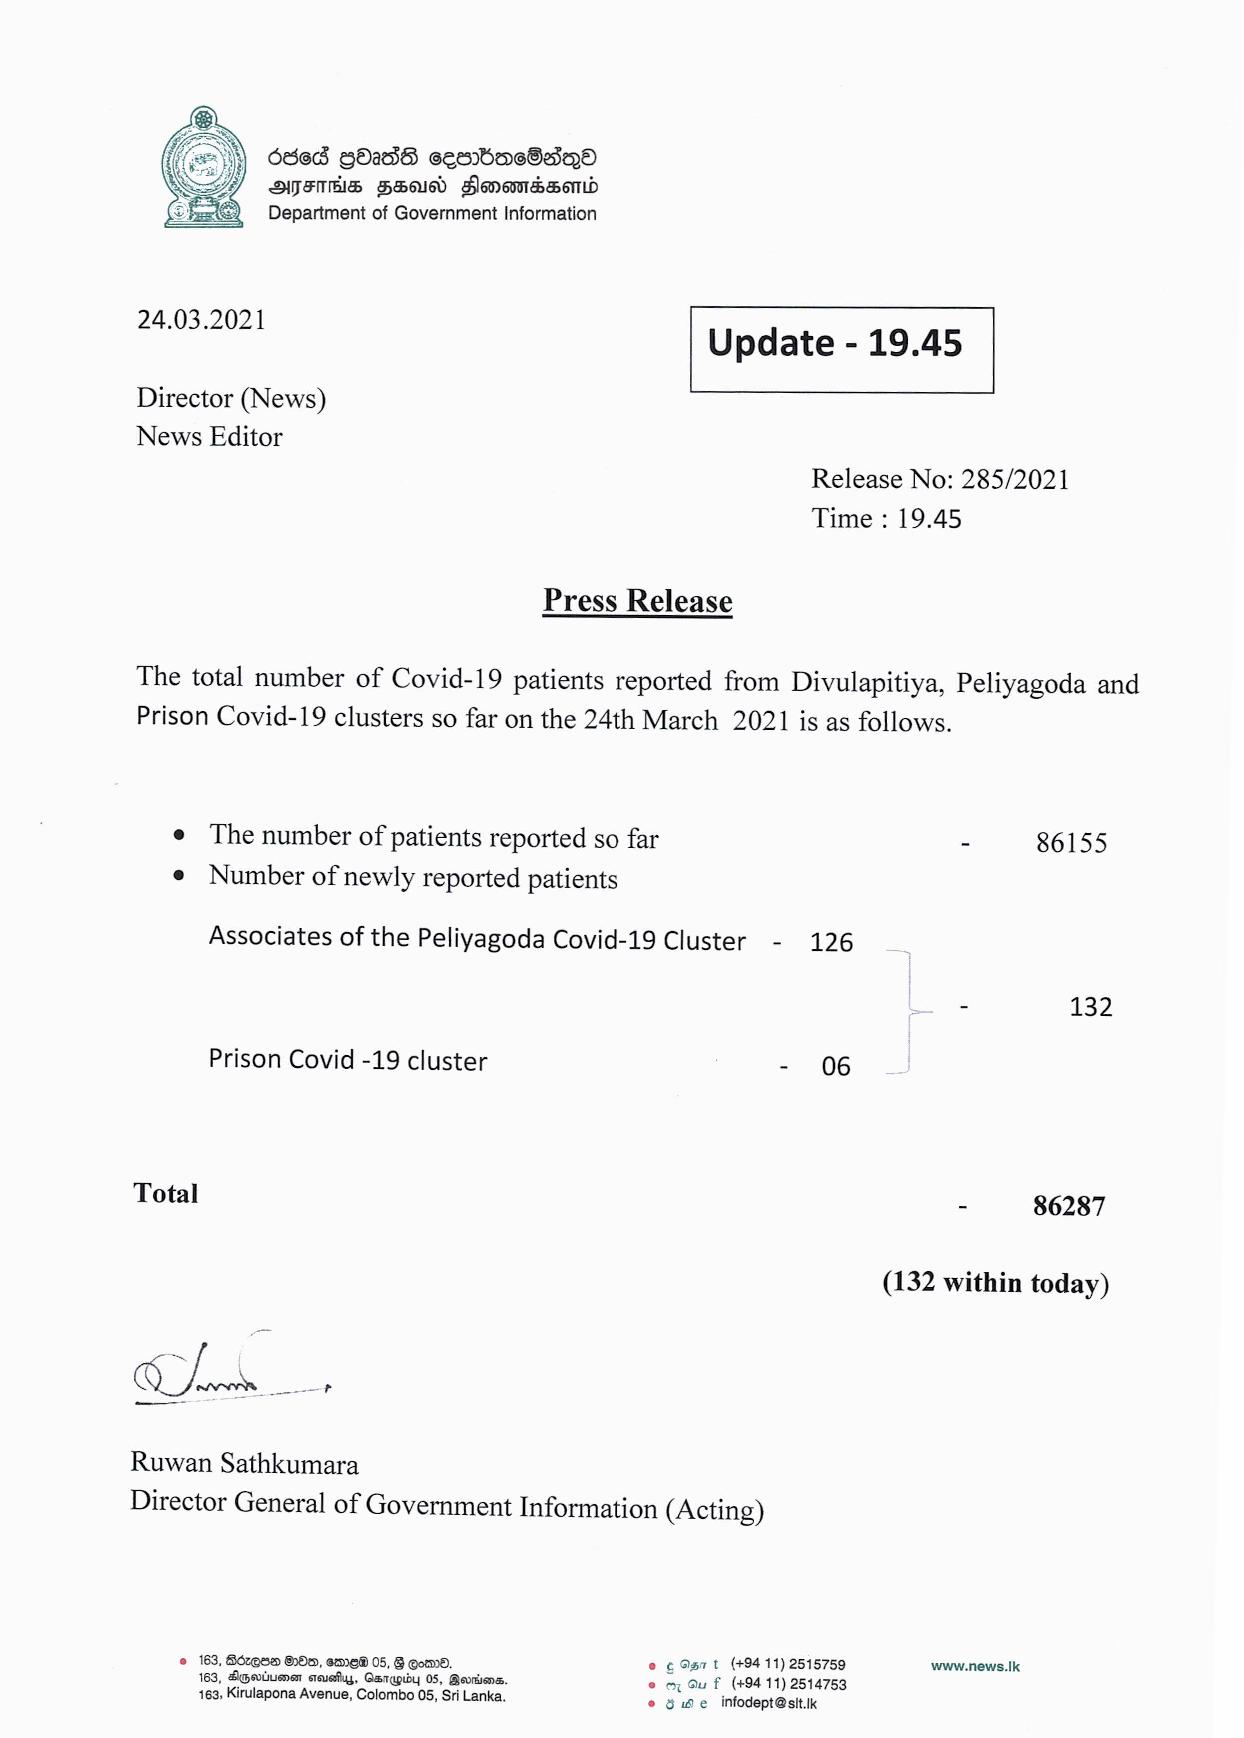 රජයේ ප්‍රවෘත්ති දෙපාර්තමේන්තුව
அரசாங்க தகவல் திணைக்களம்
Department of Government Information
24.03.2021
Update - 19.45
Director (News)
News Editor
Release No: 285/2021
Time : 19.45
Press Release
The total number of Covid-19 patients reported from Divulapitiya, Peliyagoda and
Prison Covid-19 clusters so far on the 24th March 2021 is as follows.
• The number of patients reported so far - 86155
• Number of newly reported patients
Associates of the Peliyagoda Covid-19 Cluster - 126
- 132
Prison Covid -19 cluster - 06
Total - 86287
(132 within today)
Ruwan Sathkumara
Director General of Government Information (Acting)
163, කිරුලපන මාවත, කොළඹ 05, ශ්‍රී ලංකාව.
163, கிருலப்பனை எவனியூ, கொழும்பு 05, இலங்கை.
163, Kirulapona Avenue, Colombo 05, Sri Lanka.
දු தொ t (+94 11) 2515759
ෆැ பெ f (+94 11) 2514753
ඊ மி e infodept@slt.lk
www.news.lk